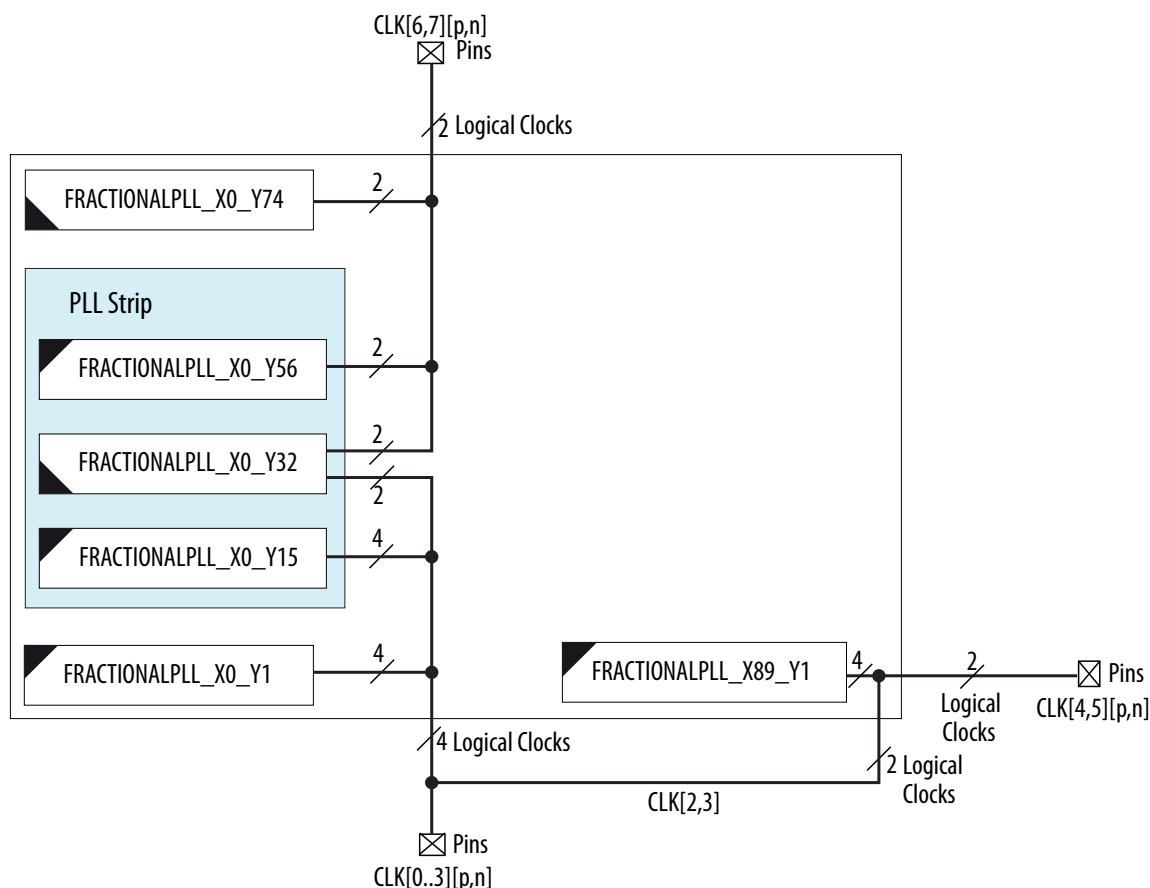 CLK[6,7][p,n]
Pins
2 Logical Clocks
FRACTIONALPLL_X0_Y74
2
PLL Strip
FRACTIONALPLL_X0_Y56
2
FRACTIONALPLL_X0_Y32
2
2
FRACTIONALPLL_X0_Y15
4
FRACTIONALPLL_X0_Y1
4
FRACTIONALPLL_X89_Y1
4
2
Logical
Clocks
Pins
CLK[4,5][p,n]
4 Logical Clocks
2 Logical
Clocks
CLK[2,3]
Pins
CLK[0..3][p,n]